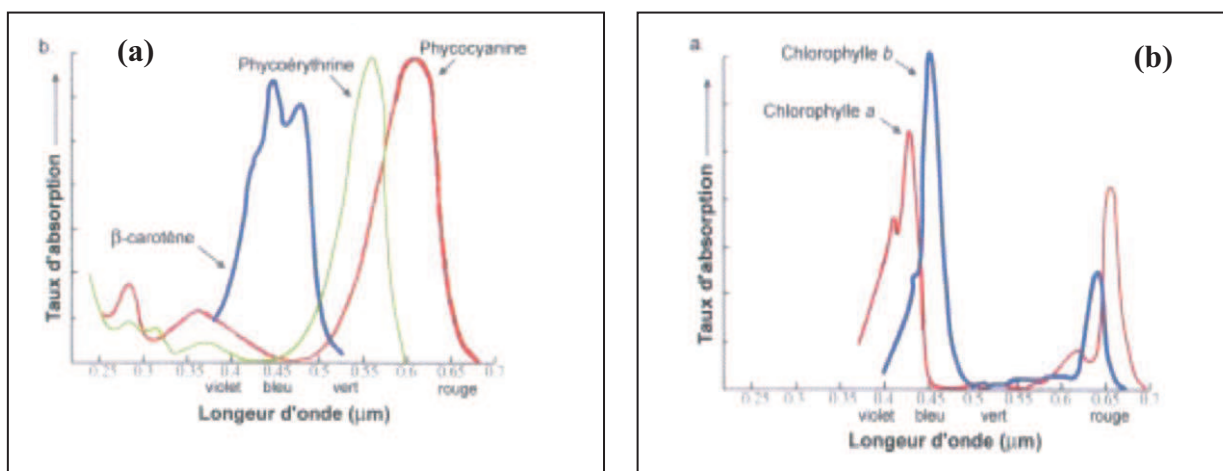 b.
(a)
Phycocyanine
Phycoérythrine
β-carotène
Taux d'absorption
0.25 0.3 0.35 0.4 0.45 0.5 0.55 0.6 0.65 0.7
violet bleu vert rouge
Longeur d'onde (µm)
a.
(b)
Chlorophylle b
Chlorophylle a
Taux d'absorption
0.25 0.3 0.35 0.4 0.45 0.5 0.55 0.6 0.65 0.7
violet bleu vert rouge
Longeur d'onde (µm)